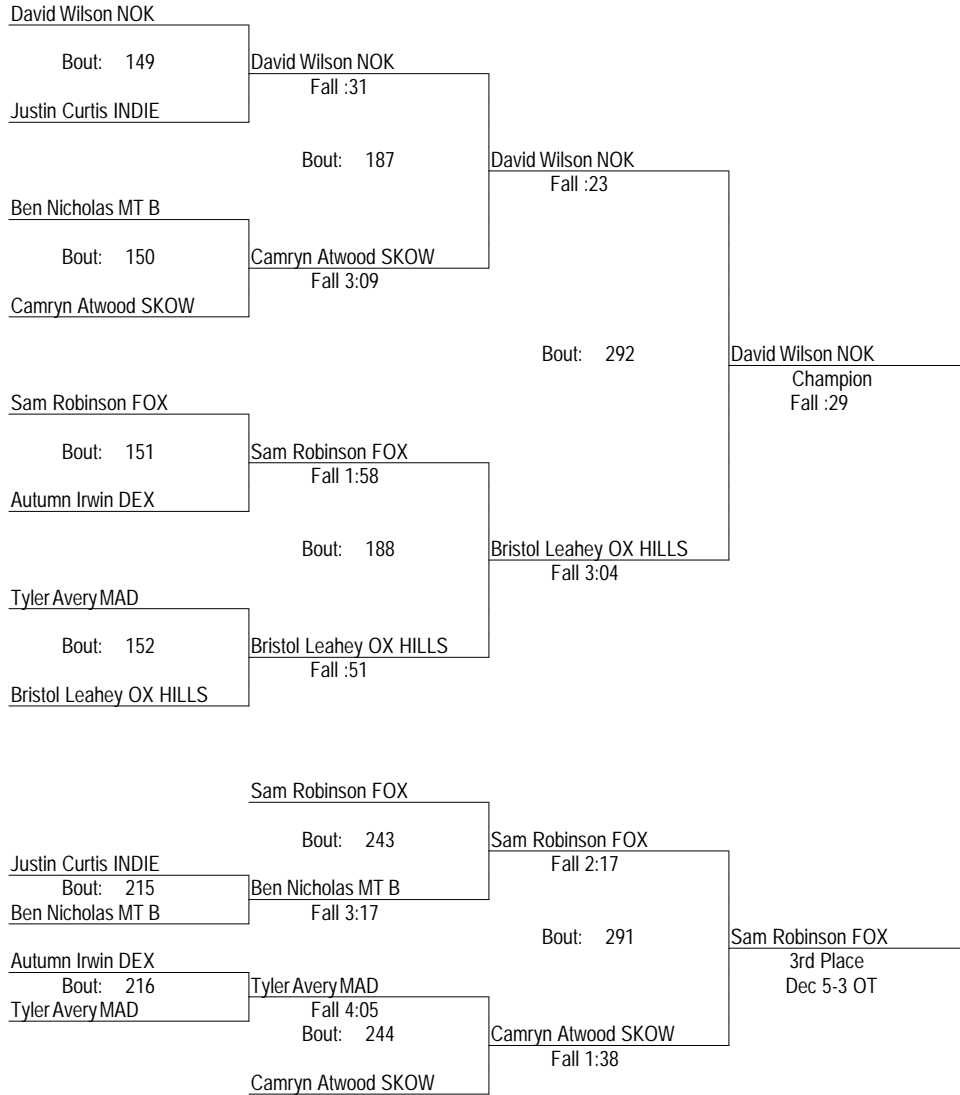 David Wilson NOK
Bout: 149
David Wilson NOK
Fall :31
Justin Curtis INDIE
Bout: 187
David Wilson NOK
Fall :23
Ben Nicholas MT B
Bout: 150
Camryn Atwood SKOW
Fall 3:09
Camryn Atwood SKOW
Bout: 292
David Wilson NOK
Champion
Fall :29
Sam Robinson FOX
Bout: 151
Sam Robinson FOX
Fall 1:58
Autumn Irwin DEX
Bout: 188
Bristol Leahey OX HILLS
Fall 3:04
Tyler Avery MAD
Bout: 152
Bristol Leahey OX HILLS
Fall :51
Bristol Leahey OX HILLS
Sam Robinson FOX
Bout: 243
Sam Robinson FOX
Fall 2:17
Justin Curtis INDIE
Bout: 215
Ben Nicholas MT B
Ben Nicholas MT B
Fall 3:17
Bout: 291
Sam Robinson FOX
3rd Place
Dec 5-3 OT
Autumn Irwin DEX
Bout: 216
Tyler Avery MAD
Tyler Avery MAD
Fall 4:05
Bout: 244
Camryn Atwood SKOW
Fall 1:38
Camryn Atwood SKOW